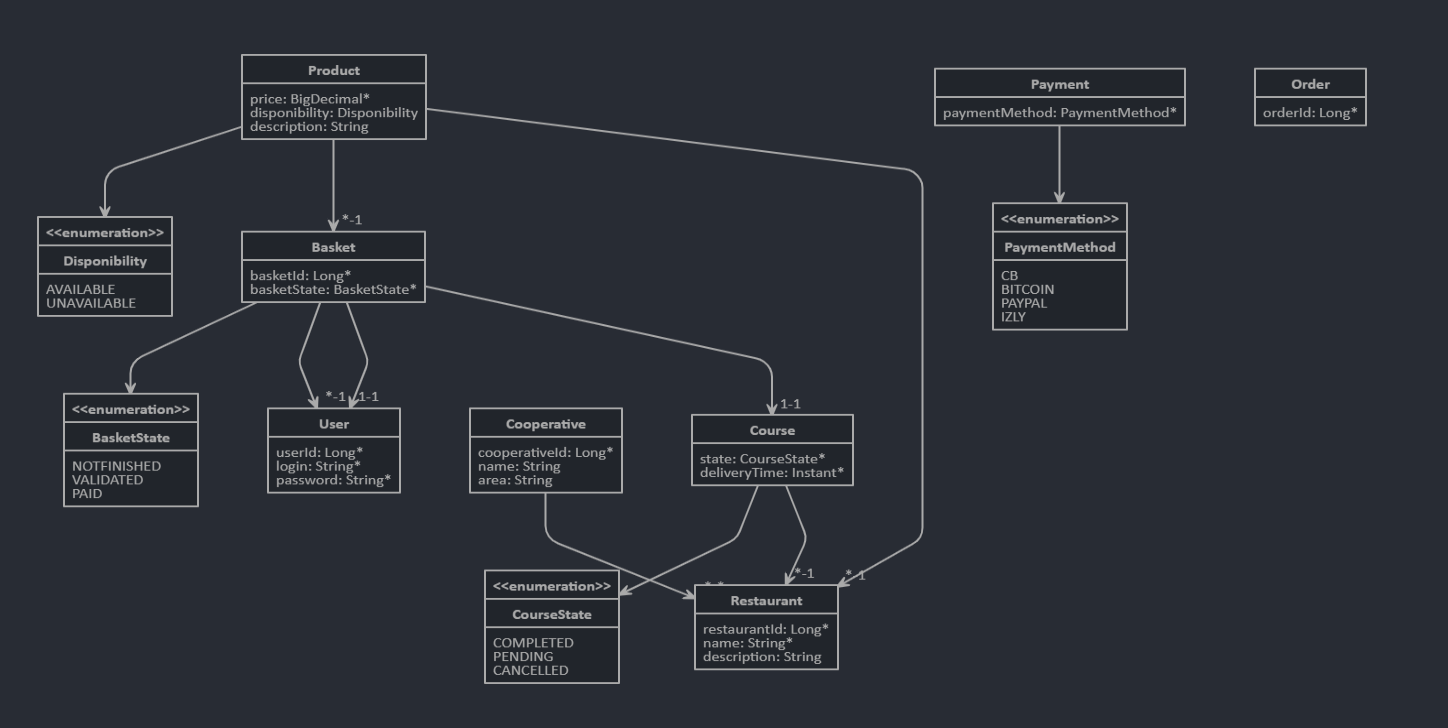 Product
price: BigDecimal*
disponibility: Disponibility
description: String
Payment
paymentMethod: PaymentMethod*
Order
orderId: Long*
<<enumeration>>
Disponibility
AVAILABLE
UNAVAILABLE
*-1
Basket
basketId: Long*
basketState: BasketState*
<<enumeration>>
PaymentMethod
CB
BITCOIN
PAYPAL
IZLY
<<enumeration>>
BasketState
NOTFINISHED
VALIDATED
PAID
*-1
1-1
User
userId: Long*
login: String*
password: String*
Cooperative
cooperativeId: Long*
name: String
area: String
1-1
Course
state: CourseState*
deliveryTime: Instant*
<<enumeration>>
CourseState
COMPLETED
PENDING
CANCELLED
*-1
*-1
Restaurant
restaurantId: Long*
name: String*
description: String